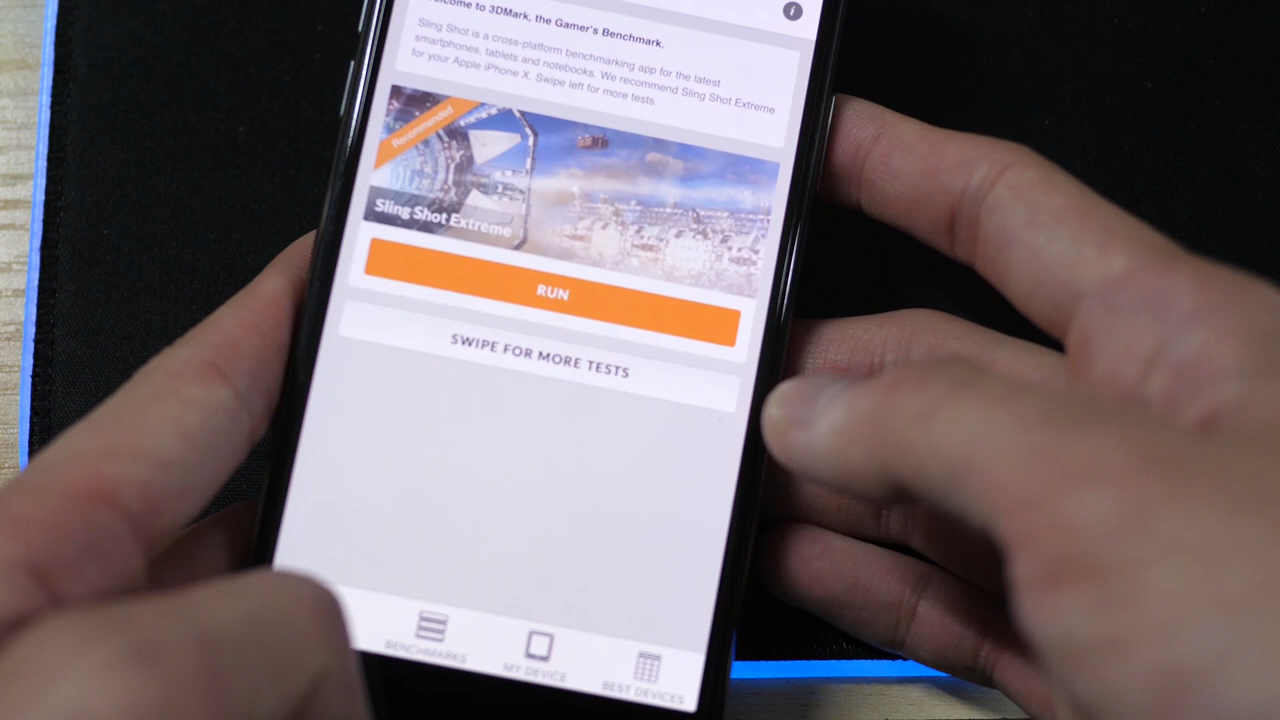 elcome to 3DMark, the Gamer's Benchmark.
Sling Shot is a cross-platform benchmarking app for the latest
smartphones, tablets and notebooks. We recommend Sling Shot Extreme
for your Apple iPhone X. Swipe left for more tests.
Recommended
Sling Shot Extreme
RUN
SWIPE FOR MORE TESTS
BENCHMARKS
MY DEVICE
BEST DEVICES